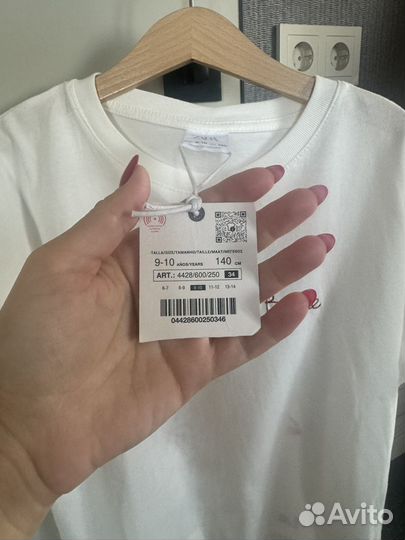 ZARA
TALLA/SIZE/TAMANHO/TAILLE/MAAT/ΜΕΓΕΘΟΣ
9-10 AÑOS/YEARS 140 CM
ART.: 4428/600/250 34
6-7 8-9 9-10 11-12 13-14
04428600250346
Avito